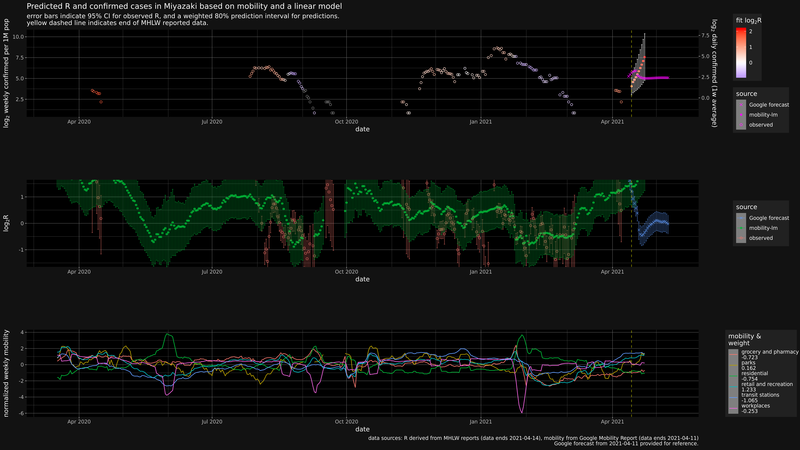 Predicted R and confirmed cases in Miyazaki based on mobility and a linear model
error bars indicate 95% CI for observed R, and a weighted 80% prediction interval for predictions.
yellow dashed line indicates end of MHLW reported data.
log₂ weekly confirmed per 1M pop
10.0
7.5
5.0
2.5
7.5
5.0
2.5
0.0
log₂ daily confirmed (1w average)
Apr 2020
Jul 2020
Oct 2020
Jan 2021
Apr 2021
date
fit log₂R
2
1
0
source
Google forecast
mobility-lm
observed
log₂R
1
0
-1
Apr 2020
Jul 2020
Oct 2020
Jan 2021
Apr 2021
date
source
Google forecast
mobility-lm
observed
normalized weekly mobility
4
2
0
-2
-4
-6
Apr 2020
Jul 2020
Oct 2020
Jan 2021
Apr 2021
date
mobility &
weight
grocery and pharmacy
-0.723
parks
0.162
residential
-0.754
retail and recreation
1.233
transit stations
-1.065
workplaces
-0.253
data sources: R derived from MHLW reports (data ends 2021-04-14), mobility from Google Mobility Report (data ends 2021-04-11)
Google forecast from 2021-04-11 provided for reference.